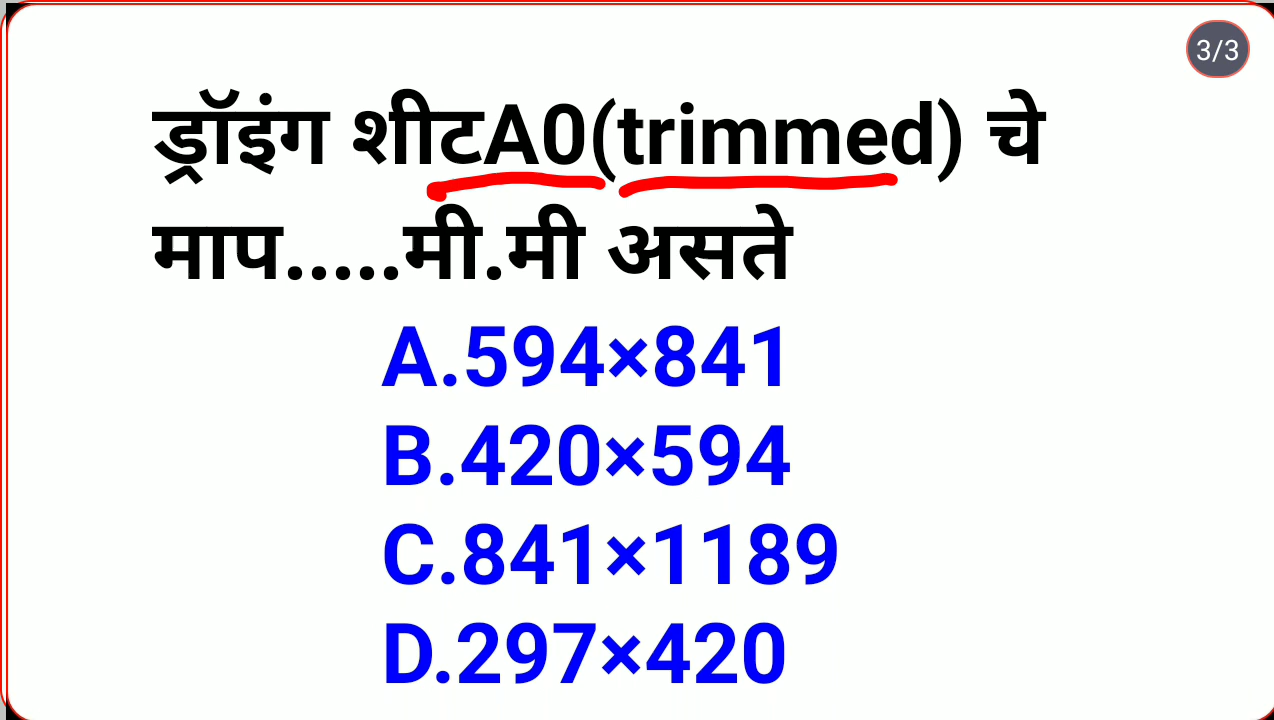 3/3
ड्रॉइंग शीटA0(trimmed) चे
माप.....मी.मी असते
A.594×841
B.420×594
C.841×1189
D.297×420